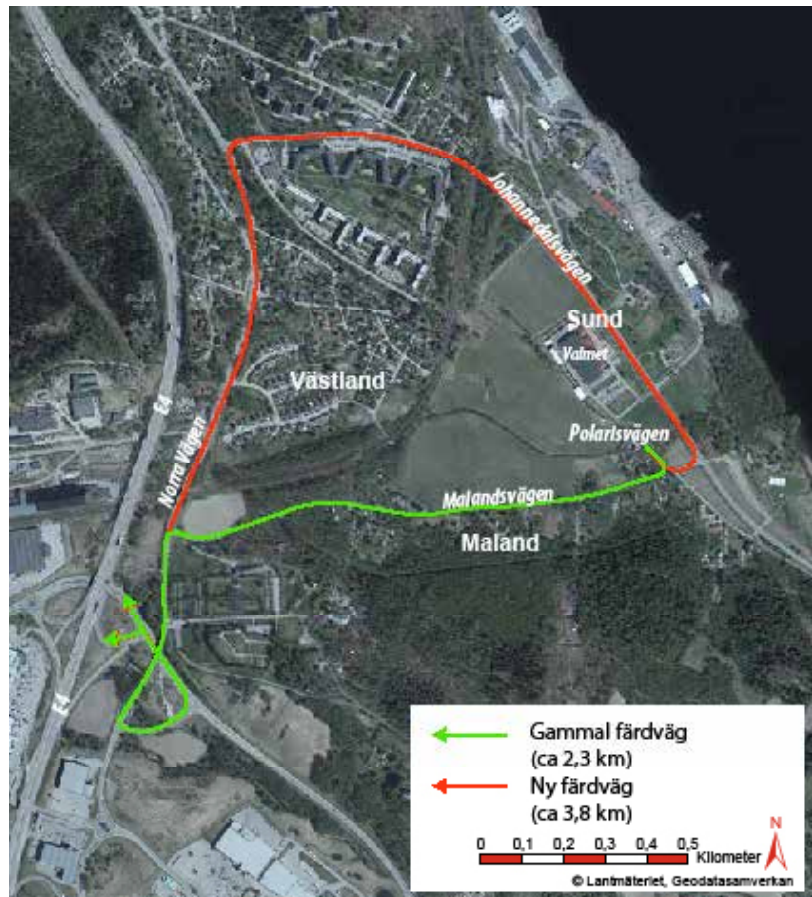 Johannedalsvägen
Sund
Valmet
Västland
E4
Polarisvägen
Norra Vägen
Malandsvägen
Maland
E4
Gammal färdväg
(ca 2,3 km)
Ny färdväg
(ca 3,8 km)
N
0 0,1 0,2 0,3 0,4 0,5
Kilometer
© Lantmäteriet, Geodatasamverkan